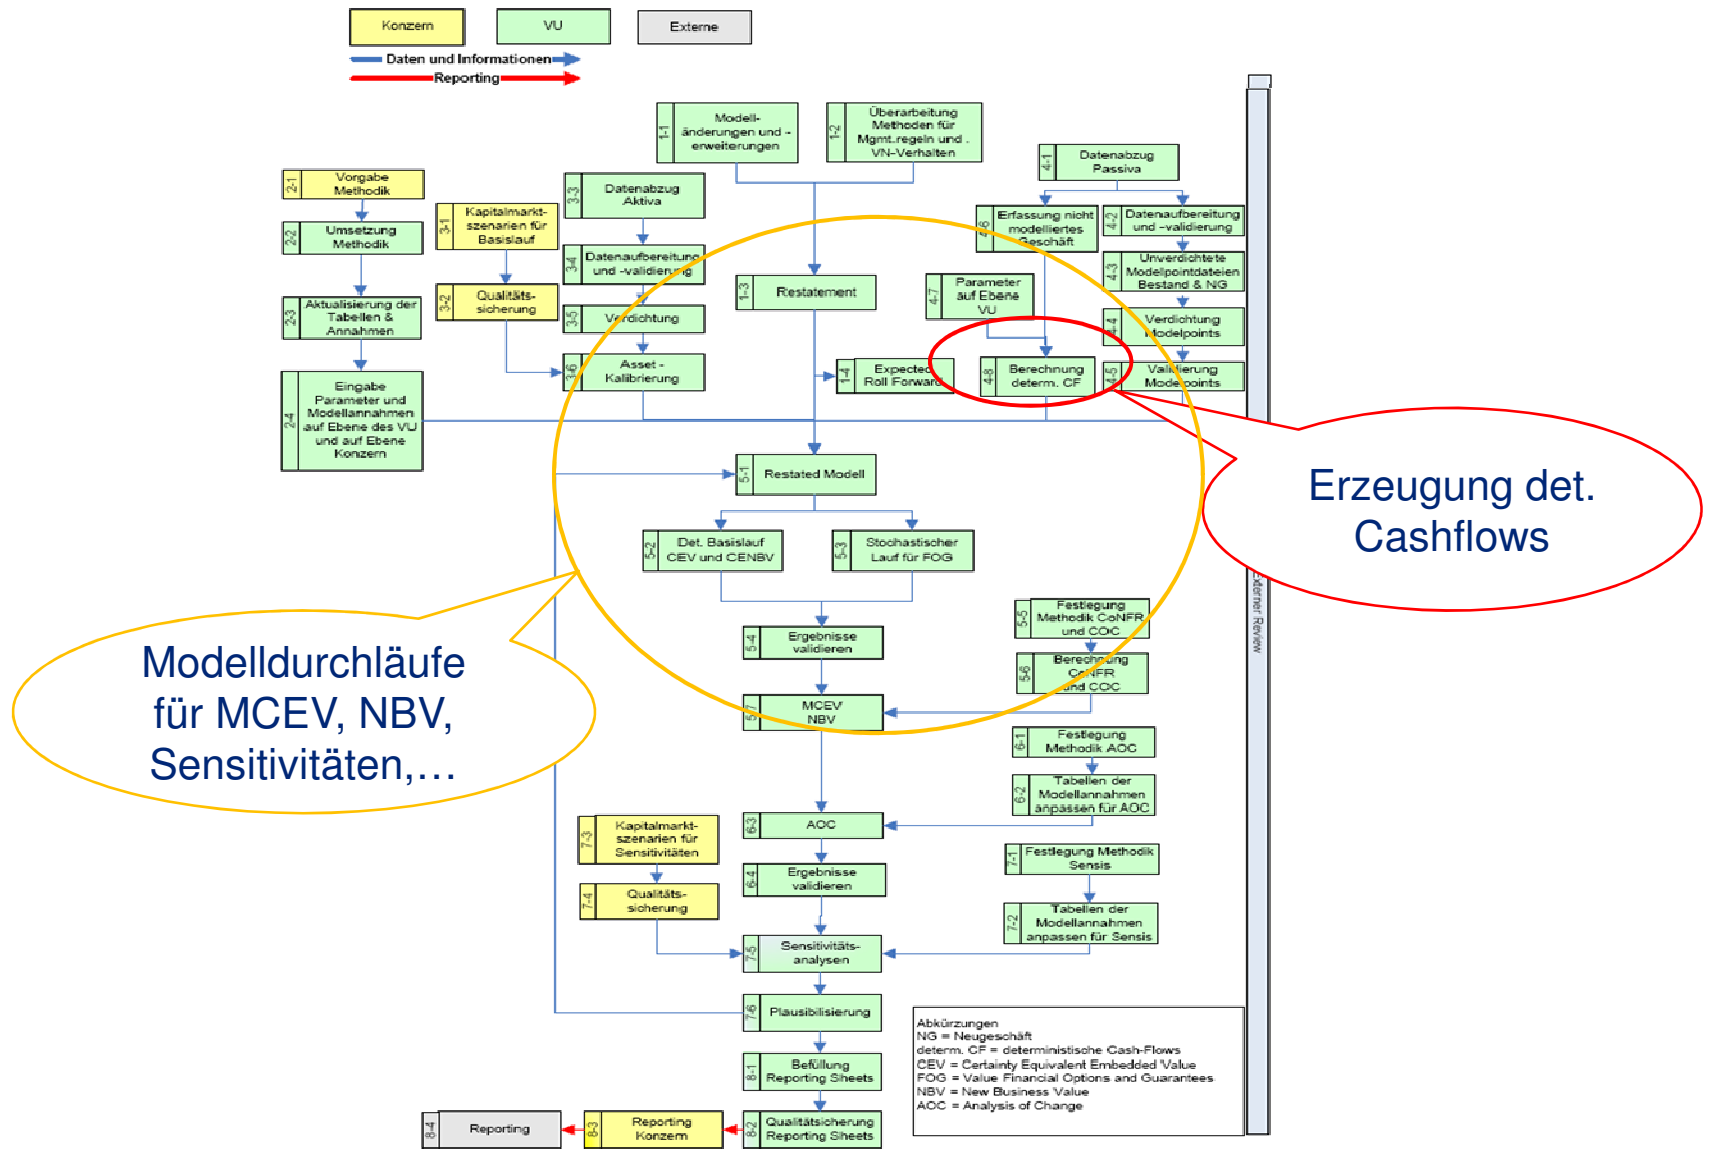 Konzern
VU
Externe
Daten und Informationen
Reporting
1-1
Modell-
änderungen und -
erweiterungen
1-2
Überarbeitung
Methoden für
Mgmt.regeln und .
VN-Verhalten
4-1
Datenabzug
Passiva
2-1
Vorgabe
Methodik
3-3
Datenabzug
Aktiva
3-1
Kapitalmarkt-
szenarien für
Basislauf
4-6
Erfassung nicht
modelliertes
Geschäft
4-2
Datenaufbereitung
und -validierung
2-2
Umsetzung
Methodik
3-4
Datenaufbereitung
und -validierung
4-3
Unverdichtete
Modelpointdateien
Bestand & NG
1-3
Restatement
4-7
Parameter
auf Ebene
VU
2-3
Aktualisierung der
Tabellen &
Annahmen
3-2
Qualitäts-
sicherung
3-5
Verdichtung
4-4
Verdichtung
Modelpoints
3-6
Asset -
Kalibrierung
1-4
Expected
Roll Forward
4-8
Berechnung
determ. CF
4-5
Validierung
Modelpoints
2-4
Eingabe
Parameter und
Modellannahmen
auf Ebene des VU
und auf Ebene
Konzern
5-1
Restated Modell
Erzeugung det.
Cashflows
5-2
Det. Basislauf
CEV und CENBV
5-3
Stochastischer
Lauf für FOG
Externer Review
5-4
Ergebnisse
validieren
5-5
Festlegung
Methodik CoNFR
und COC
5-6
Berechnung
CoNFR
und COC
Modelldurchläufe
für MCEV, NBV,
Sensitivitäten,…
5-7
MCEV
NBV
6-1
Festlegung
Methodik AOC
6-2
Tabellen der
Modellannahmen
anpassen für AOC
6-3
AOC
7-3
Kapitalmarkt-
szenarien für
Sensitivitäten
7-1
Festlegung Methodik
Sensis
6-4
Ergebnisse
validieren
7-4
Qualitäts-
sicherung
7-2
Tabellen der
Modellannahmen
anpassen für Sensis
7-5
Sensitivitäts-
analysen
7-6
Plausibilisierung
8-1
Befüllung
Reporting Sheets
8-4
Reporting
8-3
Reporting
Konzern
8-2
Qualitätsicherung
Reporting Sheets
Abkürzungen
NG = Neugeschäft
determ. CF = deterministische Cash-Flows
CEV = Certainty Equivalent Embedded Value
FOG = Value Financial Options and Guarantees
NBV = New Business Value
AOC = Analysis of Change